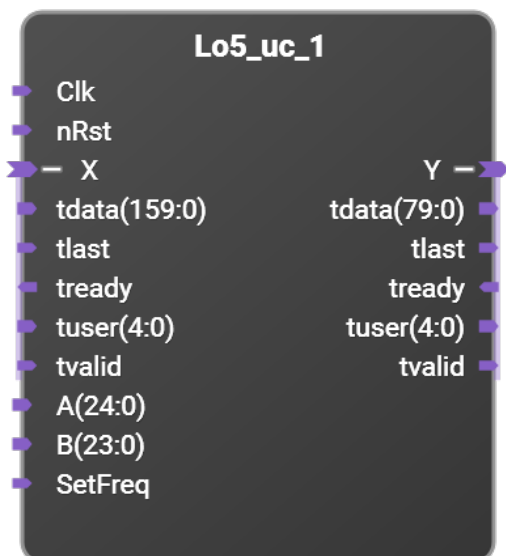 Lo5_uc_1
Clk
nRst
X Y
tdata(159:0) tdata(79:0)
tlast tlast
tready tready
tuser(4:0) tuser(4:0)
tvalid tvalid
A(24:0)
B(23:0)
SetFreq